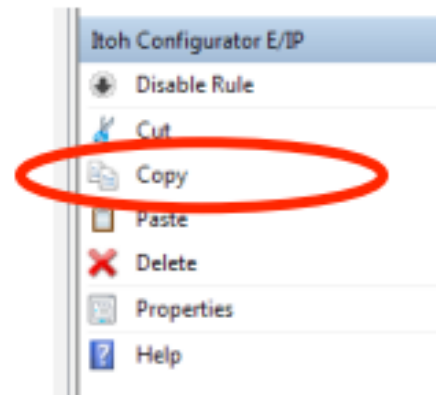 Itoh Configurator E/IP
Disable Rule
Cut
Copy
Paste
Delete
Properties
Help